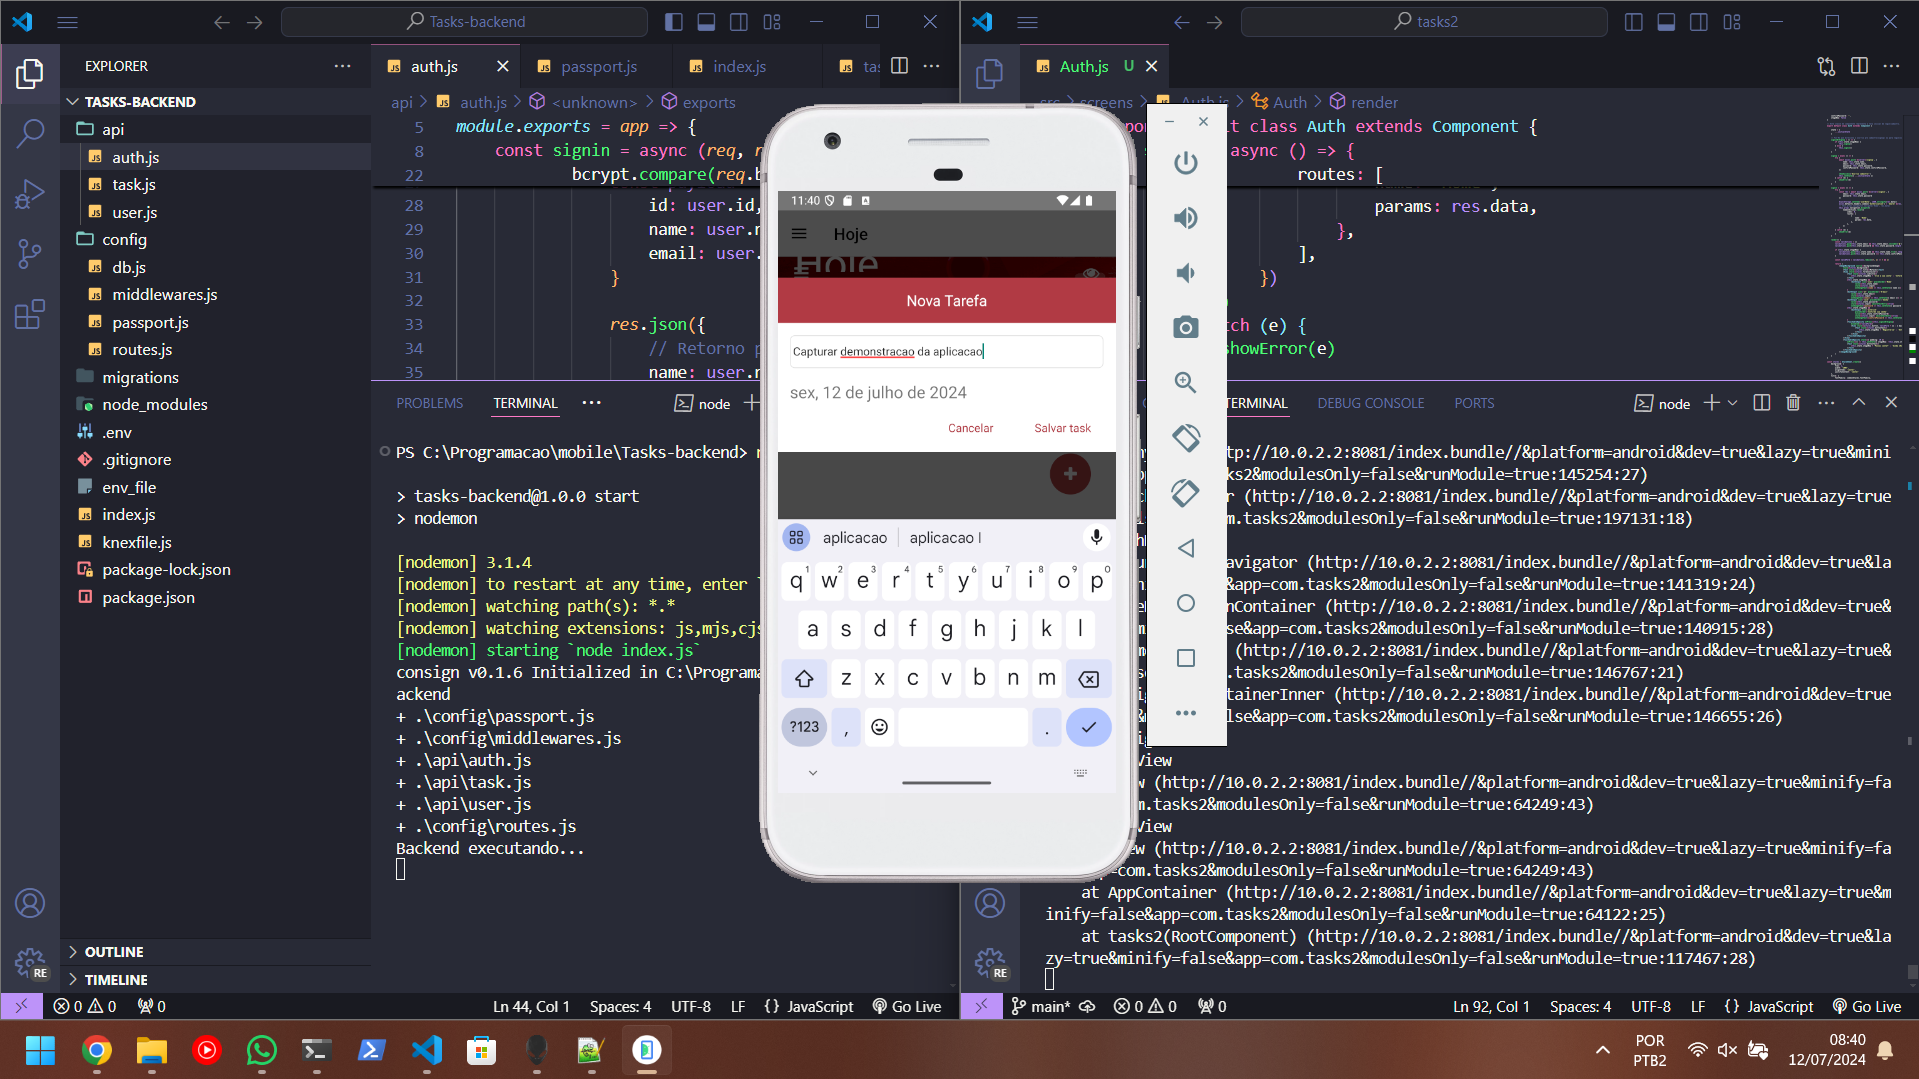 Tasks-backend
EXPLORER
TASKS-BACKEND
api
auth.js
task.js
user.js
config
db.js
middlewares.js
passport.js
routes.js
migrations
node_modules
.env
.gitignore
env_file
index.js
knexfile.js
package-lock.json
package.json
OUTLINE
TIMELINE
auth.js
passport.js
index.js
api > auth.js > <unknown> > exports
5 module.exports = app => {
8 const signin = async (req, r
22 bcrypt.compare(req.b
28 id: user.id,
29 name: user.n
30 email: user.
31 }
32
33 res.json({
34 // Retorno p
35 name: user.n
PROBLEMS
TERMINAL
node
PS C:\Programacao\mobile\Tasks-backend>
> tasks-backend@1.0.0 start
> nodemon
[nodemon] 3.1.4
[nodemon] to restart at any time, enter `
[nodemon] watching path(s): *.*
[nodemon] watching extensions: js,mjs,cjs
[nodemon] starting `node index.js`
consign v0.1.6 Initialized in C:\Programa
ackend
+ .\config\passport.js
+ .\config\middlewares.js
+ .\api\auth.js
+ .\api\task.js
+ .\api\user.js
+ .\config\routes.js
Backend executando...
RE
0 0 0
Ln 44, Col 1 Spaces: 4 UTF-8 LF {} JavaScript Go Live
11:40
Hoje
Hoje
Nova Tarefa
Capturar demonstracao da aplicacao
sex, 12 de julho de 2024
Cancelar Salvar task
+
aplicacao aplicacao I
q1 w2 e3 r4 t5 y6 u7 i8 o9 p0
a s d f g h j k l
z x c v b n m
?123 , .
tasks2
Auth.js U
src > screens > Auth.js > Auth > render
it class Auth extends Component {
async () => {
routes: [
params: res.data,
},
],
})
tch (e) {
showError(e)
TERMINAL
DEBUG CONSOLE
PORTS
node
tp://10.0.2.2:8081/index.bundle//&platform=android&dev=true&lazy=true&mini
ks2&modulesOnly=false&runModule=true:145254:27)
r (http://10.0.2.2:8081/index.bundle//&platform=android&dev=true&lazy=true
m.tasks2&modulesOnly=false&runModule=true:197131:18)
avigator (http://10.0.2.2:8081/index.bundle//&platform=android&dev=true&la
&app=com.tasks2&modulesOnly=false&runModule=true:141319:24)
nContainer (http://10.0.2.2:8081/index.bundle//&platform=android&dev=true&
se&app=com.tasks2&modulesOnly=false&runModule=true:140915:28)
(http://10.0.2.2:8081/index.bundle//&platform=android&dev=true&lazy=true&
s2&modulesOnly=false&runModule=true:146767:21)
tainerInner (http://10.0.2.2:8081/index.bundle//&platform=android&dev=true
lse&app=com.tasks2&modulesOnly=false&runModule=true:146655:26)
View
w (http://10.0.2.2:8081/index.bundle//&platform=android&dev=true&lazy=true&minify=fa
m.tasks2&modulesOnly=false&runModule=true:64249:43)
View
ew (http://10.0.2.2:8081/index.bundle//&platform=android&dev=true&lazy=true&minify=fa
=com.tasks2&modulesOnly=false&runModule=true:64249:43)
at AppContainer (http://10.0.2.2:8081/index.bundle//&platform=android&dev=true&lazy=true&m
inify=false&app=com.tasks2&modulesOnly=false&runModule=true:64122:25)
at tasks2(RootComponent) (http://10.0.2.2:8081/index.bundle//&platform=android&dev=true&la
zy=true&minify=false&app=com.tasks2&modulesOnly=false&runModule=true:117467:28)
RE
main* 0 0 0
Ln 92, Col 1 Spaces: 4 UTF-8 LF {} JavaScript Go Live
POR
PTB2
08:40
12/07/2024